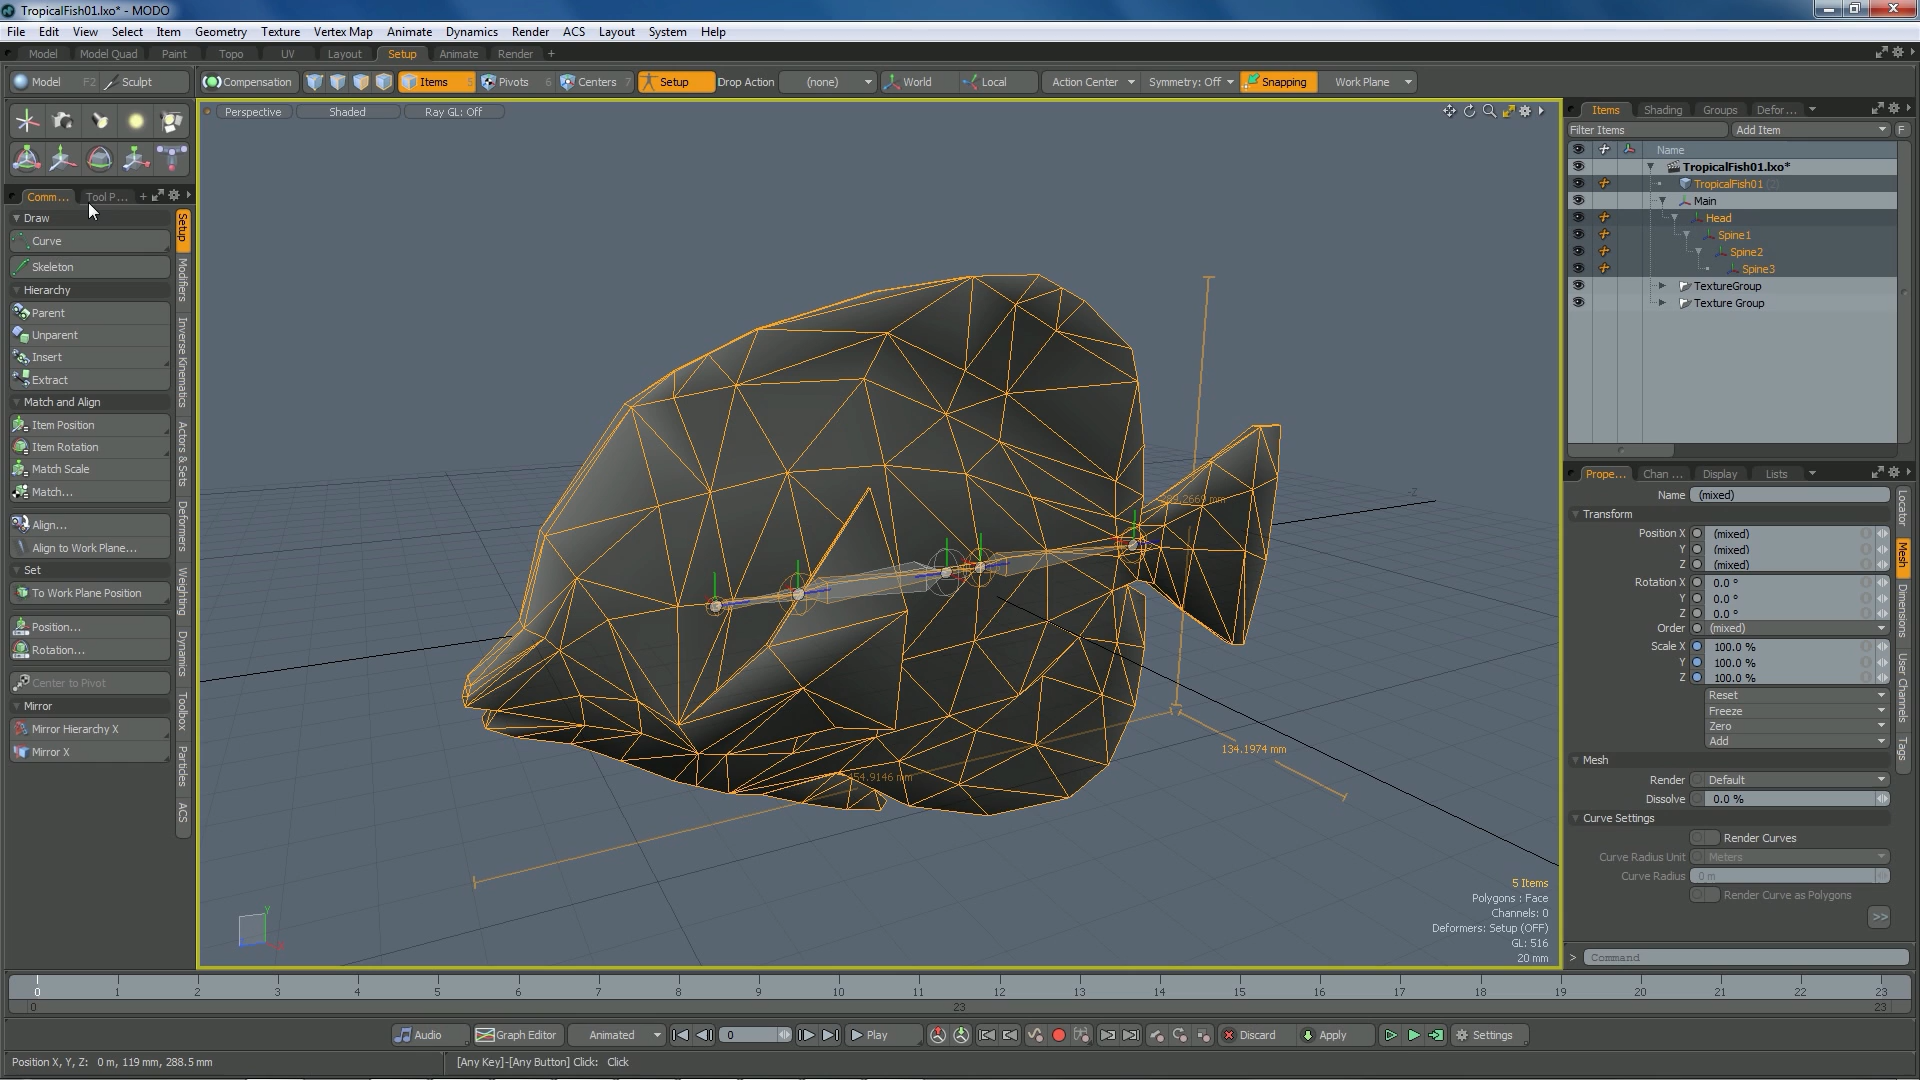 TropicalFish01.lxo* - MODO
File Edit View Select Item Geometry Texture Vertex Map Animate Dynamics Render ACS Layout System Help
Model Model Quad Paint Topo UV Layout Setup Animate Render +
Model F2 Sculpt Compensation Items 5 Pivots 6 Centers 7 Setup Drop Action (none) World Local Action Center Symmetry: Off Snapping Work Plane
Perspective Shaded Ray GL: Off
Comm... Tool P... +
Draw
Curve
Skeleton
Hierarchy
Parent
Unparent
Insert
Extract
Match and Align
Item Position
Item Rotation
Match Scale
Match...
Align...
Align to Work Plane...
Set
To Work Plane Position
Position...
Rotation...
Center to Pivot
Mirror
Mirror Hierarchy X
Mirror X
Setup
Modifiers
Inverse Kinematics
Actors & Sets
Deformers
Weighting
Dynamics
Toolbox
Particles
ACS
-Z
134.1974 mm
454.9146 mm
Y
X
5 Items
Polygons : Face
Channels: 0
Deformers: Setup (OFF)
GL: 516
20 mm
Items Shading Groups Defor...
Filter Items Add Item F
Name
TropicalFish01.lxo*
TropicalFish01 (2)
Main
Head
Spine1
Spine2
Spine3
TextureGroup
Texture Group
Prope... Chan ... Display Lists
Name (mixed)
Transform
Position X (mixed)
Y (mixed)
Z (mixed)
Rotation X 0.0 °
Y 0.0 °
Z 0.0 °
Order (mixed)
Scale X 100.0 %
Y 100.0 %
Z 100.0 %
Reset
Freeze
Zero
Add
Mesh
Render Default
Dissolve 0.0 %
Curve Settings
Render Curves
Curve Radius Unit Meters
Curve Radius 0 m
Render Curve as Polygons
>>
Locator
Mesh
Dimensions
User Channels
Tags
> Command
0 1 2 3 4 5 6 7 8 9 10 11 12 13 14 15 16 17 18 19 20 21 22 23
0 23 23
Audio Graph Editor Animated 0 Play Discard Apply Settings
Position X, Y, Z: 0 m, 119 mm, 288.5 mm [Any Key]-[Any Button] Click: Click